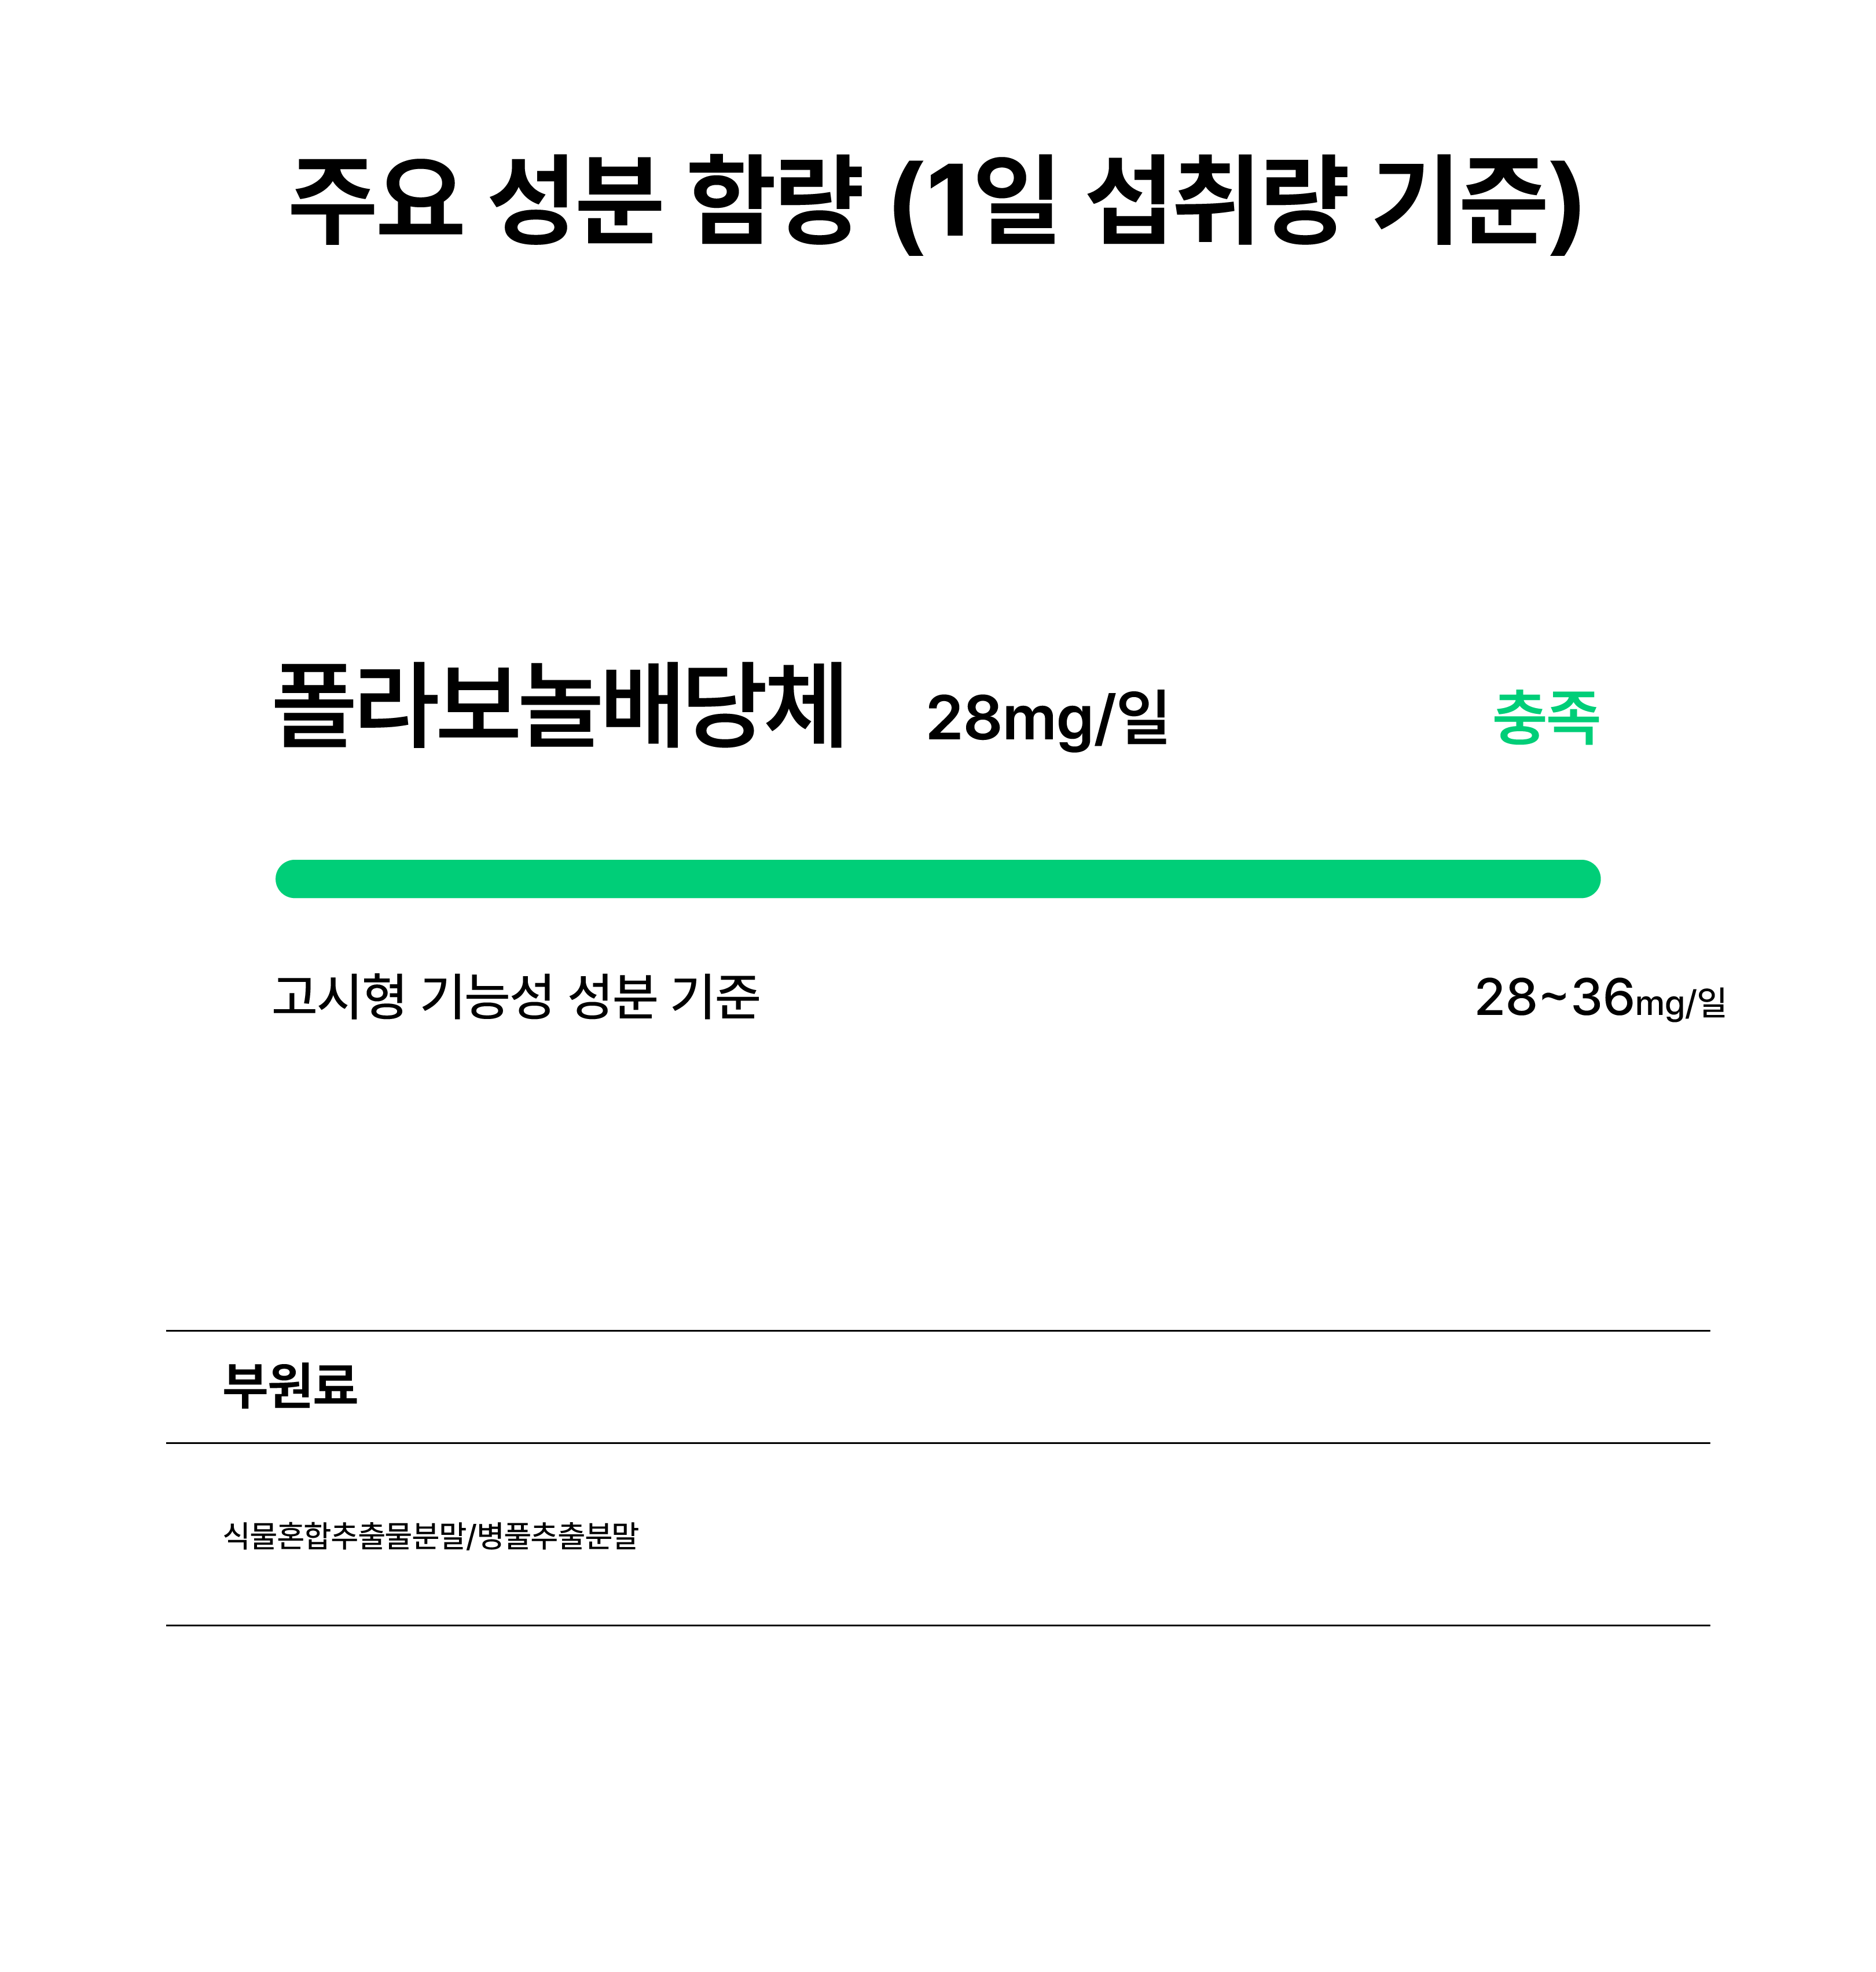 주요 성분 함량 (1일 섭취량 기준)
폴라보놀배당체 28mg/일 충족
고시형 기능성 성분 기준 28~36mg/일
부원료
식물혼합추출물분말/병풀추출분말